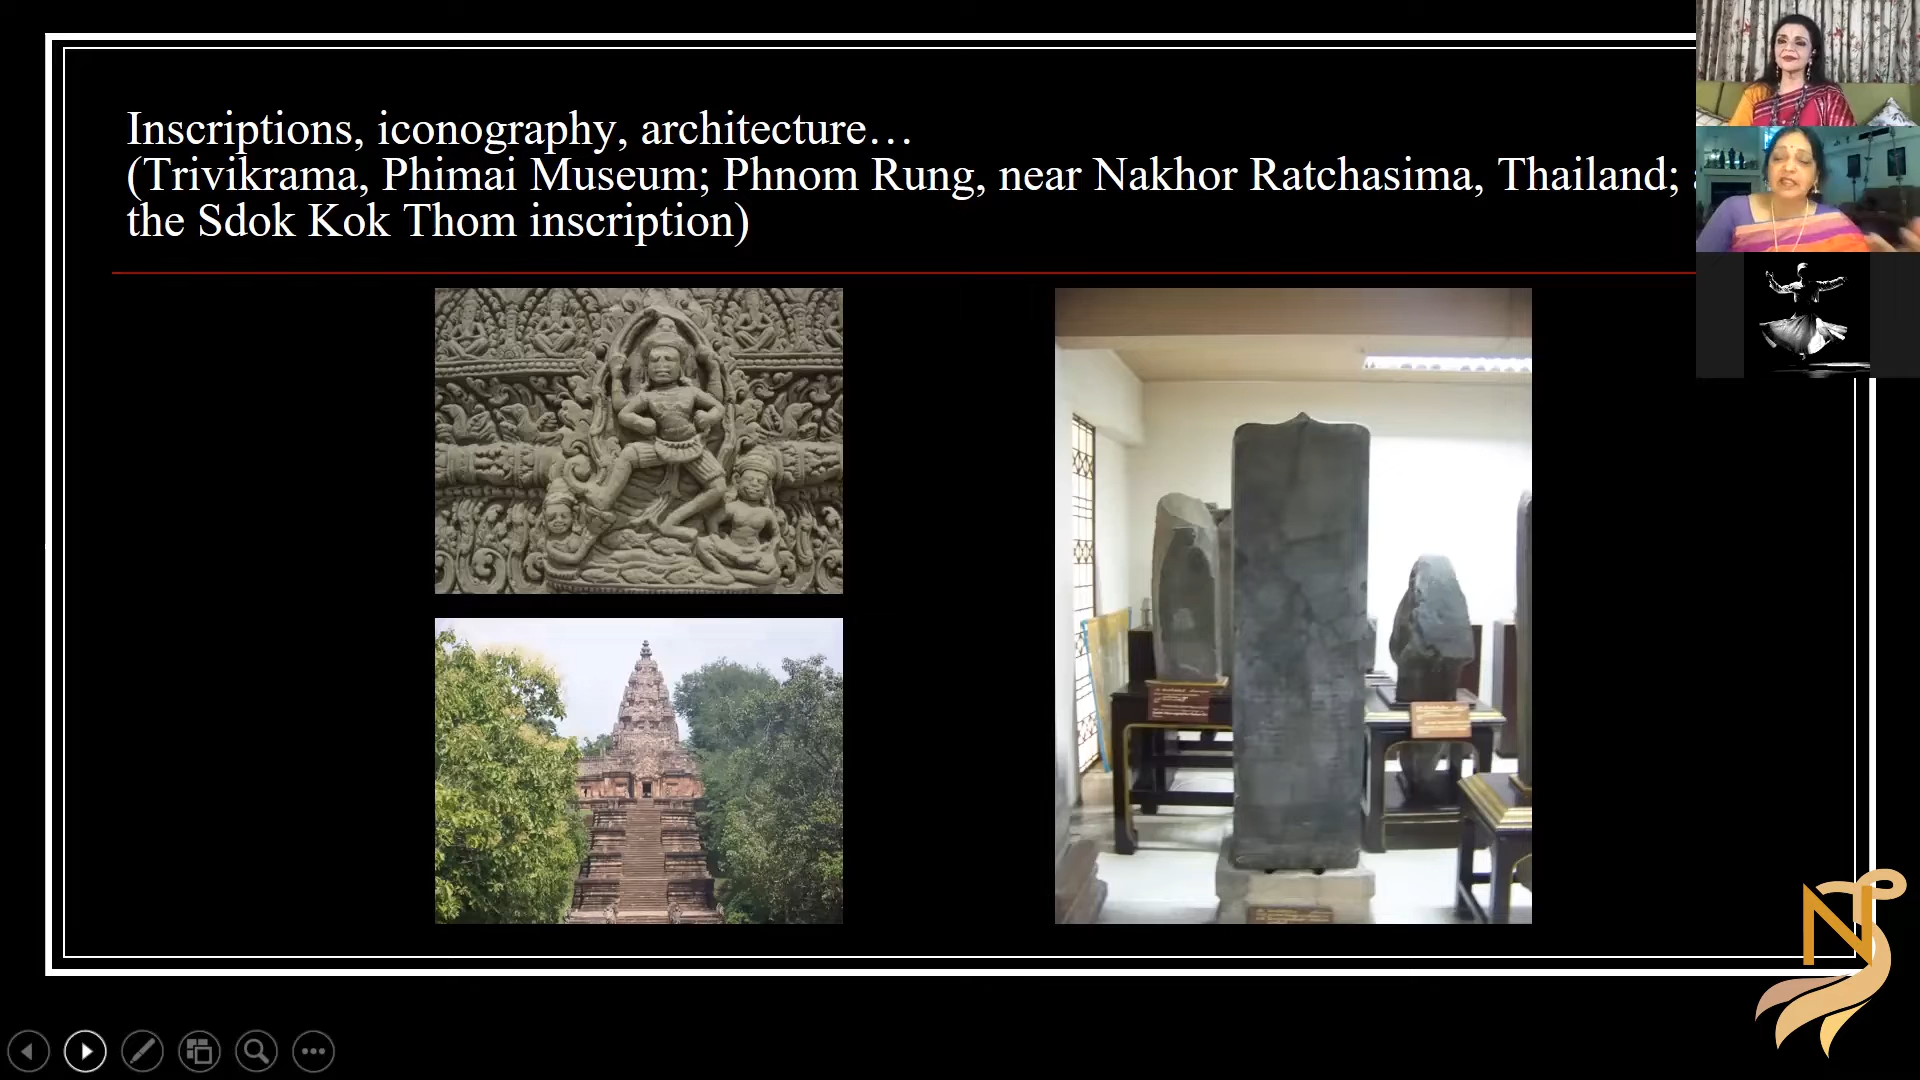 Inscriptions, iconography, architecture…
(Trivikrama, Phimai Museum; Phnom Rung, near Nakhor Ratchasima, Thailand;
the Sdok Kok Thom inscription)
N